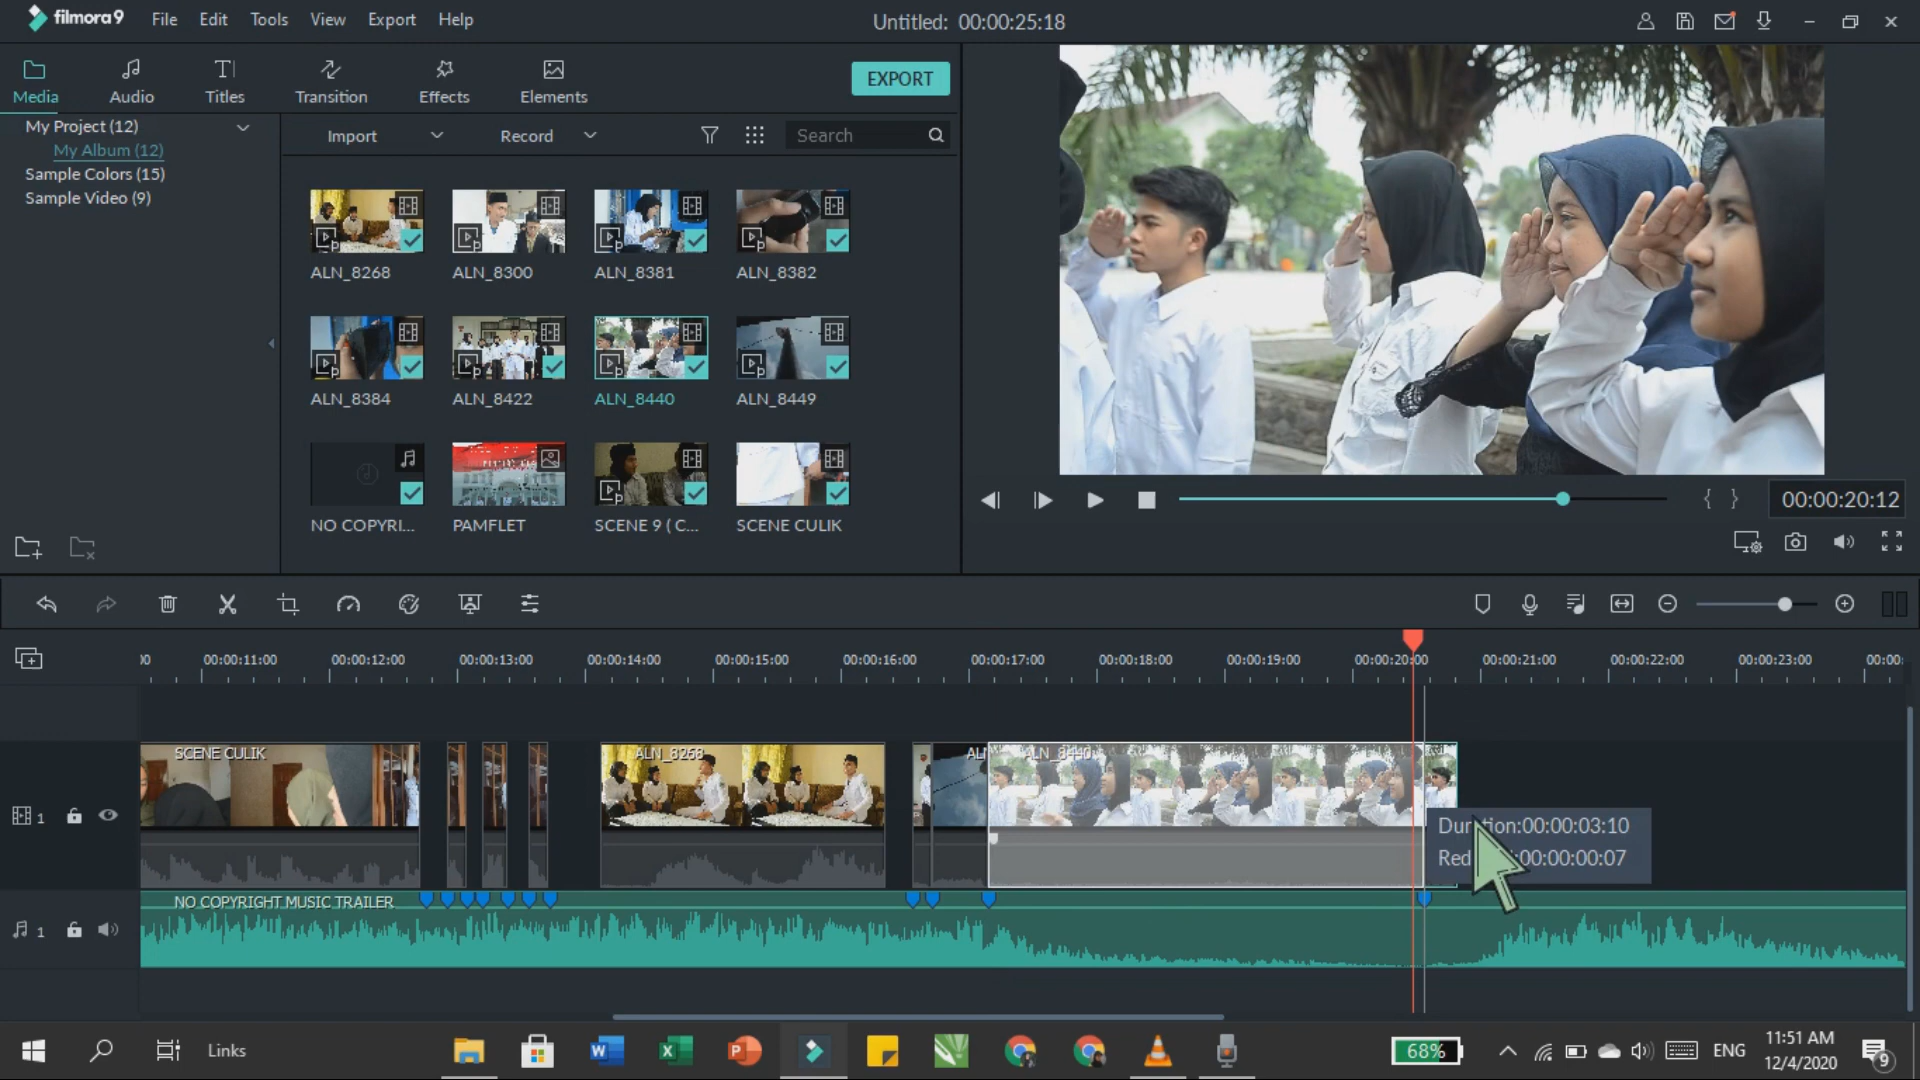 filmora9 File Edit Tools View Export Help Untitled: 00:00:25:18
Media Audio Titles Transition Effects Elements EXPORT
My Project (12)
My Album (12)
Sample Colors (15)
Sample Video (9)
Import Record Search
ALN_8268 ALN_8300 ALN_8381 ALN_8382
ALN_8384 ALN_8422 ALN_8440 ALN_8449
NO COPYRI... PAMFLET SCENE 9 ( C... SCENE CULIK
{ } 00:00:20:12
00:00:11:00 00:00:12:00 00:00:13:00 00:00:14:00 00:00:15:00 00:00:16:00 00:00:17:00 00:00:18:00 00:00:19:00 00:00:20:00 00:00:21:00 00:00:22:00 00:00:23:00 00:00:
SCENE CULIK ALN_8268 ALN_8440
1
Duration:00:00:03:10
:00:00:00:07
NO COPYRIGHT MUSIC TRAILER
1
Links 68% ENG 11:51 AM
12/4/2020 9